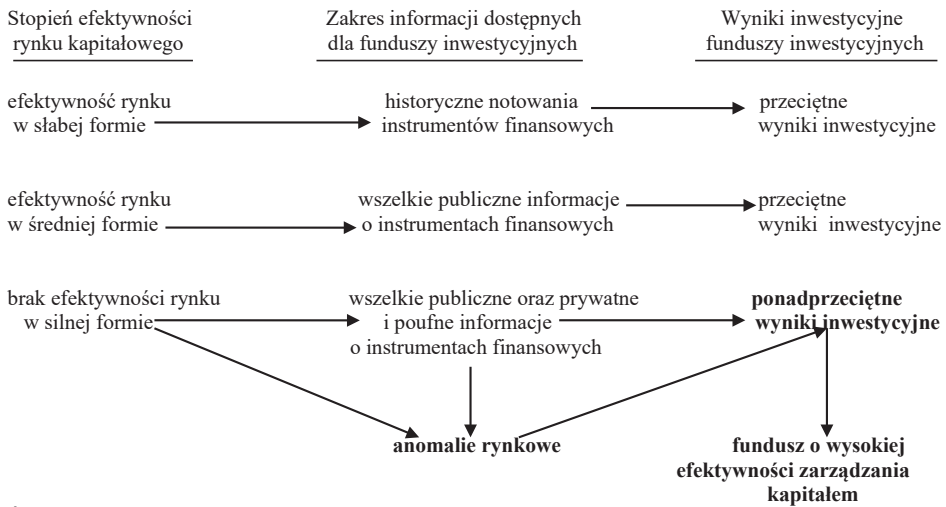 Stopień efektywności
rynku kapitałowego
Zakres informacji dostępnych
dla funduszy inwestycyjnych
Wyniki inwestycyjne
funduszy inwestycyjnych
efektywność rynku
w słabej formie
historyczne notowania
instrumentów finansowych
przeciętne
wyniki inwestycyjne
efektywność rynku
w średniej formie
wszelkie publiczne informacje
o instrumentach finansowych
przeciętne
wyniki inwestycyjne
brak efektywności rynku
w silnej formie
wszelkie publiczne oraz prywatne
i poufne informacje
o instrumentach finansowych
ponadprzeciętne
wyniki inwestycyjne
anomalie rynkowe
fundusz o wysokiej
efektywności zarządzania
kapitałem